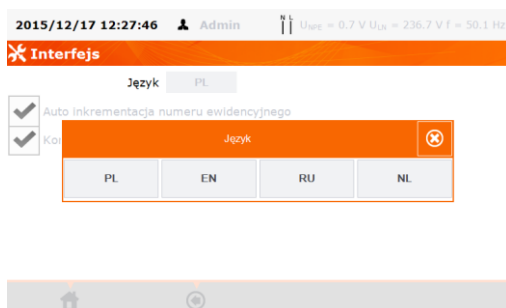 2015/12/17 12:27:46 Admin N L U_NPE = 0.7 V U_LN = 236.7 V f = 50.1 Hz
Interfejs
Język PL
Auto inkrementacja numeru ewidencyjnego
Język
PL EN RU NL